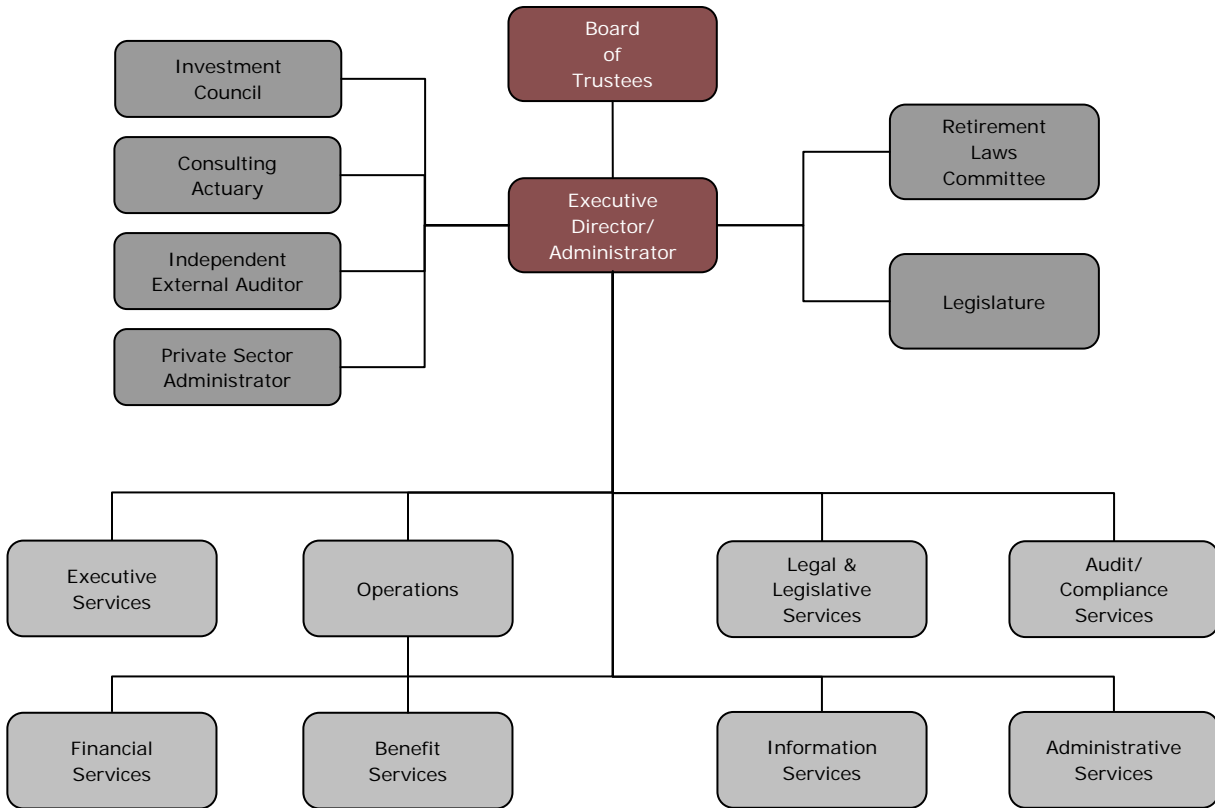 Board
of
Trustees
Investment
Council
Consulting
Actuary
Independent
External Auditor
Private Sector
Administrator
Executive
Director/
Administrator
Retirement
Laws
Committee
Legislature
Executive
Services
Operations
Legal &
Legislative
Services
Audit/
Compliance
Services
Financial
Services
Benefit
Services
Information
Services
Administrative
Services